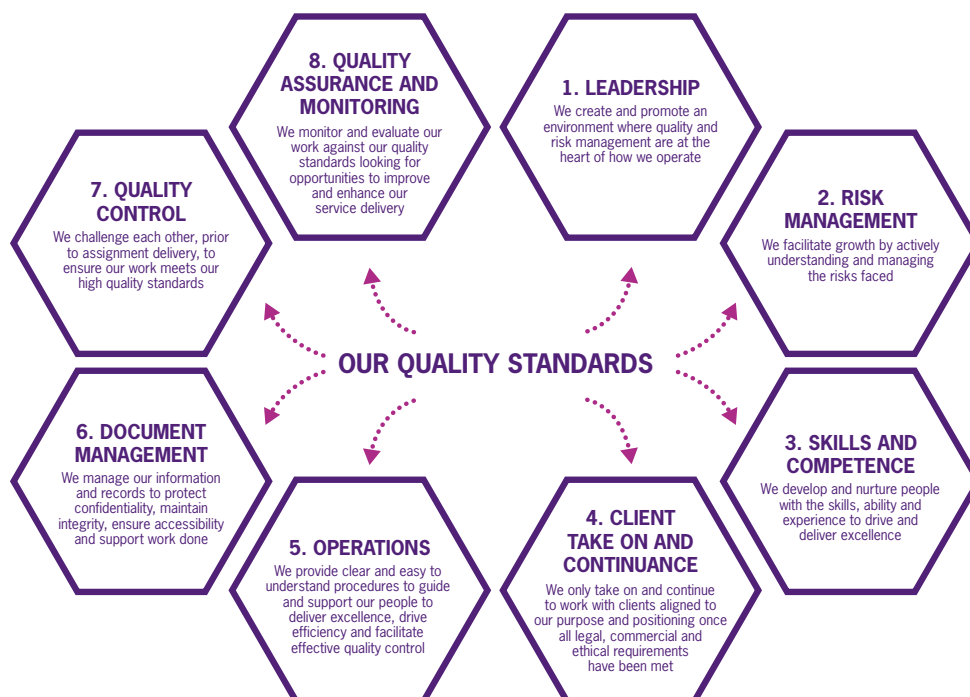 8. QUALITY
ASSURANCE AND
MONITORING
We monitor and evaluate our
work against our quality
standards looking for
opportunities to improve
and enhance our
service delivery
1. LEADERSHIP
We create and promote an
environment where quality and
risk management are at the
heart of how we operate
7. QUALITY
CONTROL
We challenge each other, prior
to assignment delivery, to
ensure our work meets our
high quality standards
2. RISK
MANAGEMENT
We facilitate growth by actively
understanding and managing
the risks faced
OUR QUALITY STANDARDS
6. DOCUMENT
MANAGEMENT
We manage our information
and records to protect
confidentiality, maintain
integrity, ensure accessibility
and support work done
3. SKILLS AND
COMPETENCE
We develop and nurture people
with the skills, ability and
experience to drive and
deliver excellence
5. OPERATIONS
We provide clear and easy to
understand procedures to guide
and support our people to
deliver excellence, drive
efficiency and facilitate
effective quality control
4. CLIENT
TAKE ON AND
CONTINUANCE
We only take on and continue
to work with clients aligned to
our purpose and positioning once
all legal, commercial and
ethical requirements
have been met